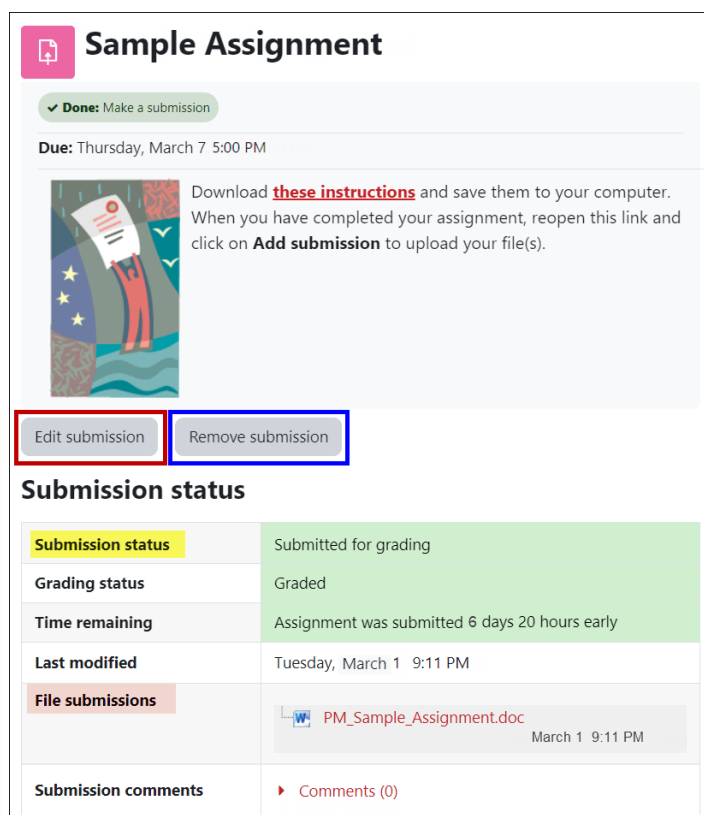 Sample Assignment
Done: Make a submission
Due: Thursday, March 7 5:00 PM
Download these instructions and save them to your computer.
When you have completed your assignment, reopen this link and
click on Add submission to upload your file(s).
Edit submission
Remove submission
Submission status
Submission status
Submitted for grading
Grading status
Graded
Time remaining
Assignment was submitted 6 days 20 hours early
Last modified
Tuesday, March 1 9:11 PM
File submissions
PM_Sample_Assignment.doc
March 1 9:11 PM
Submission comments
Comments (0)